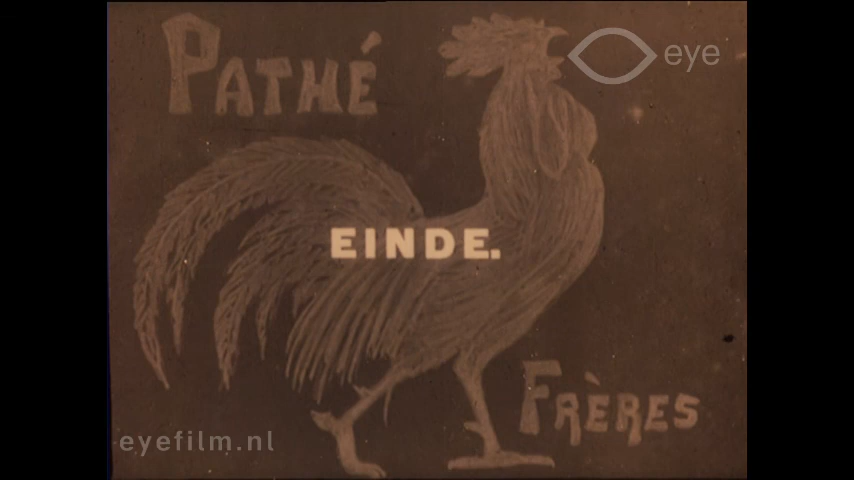 PATHÉ
eye
EINDE.
FRÈRES
eyefilm.nl